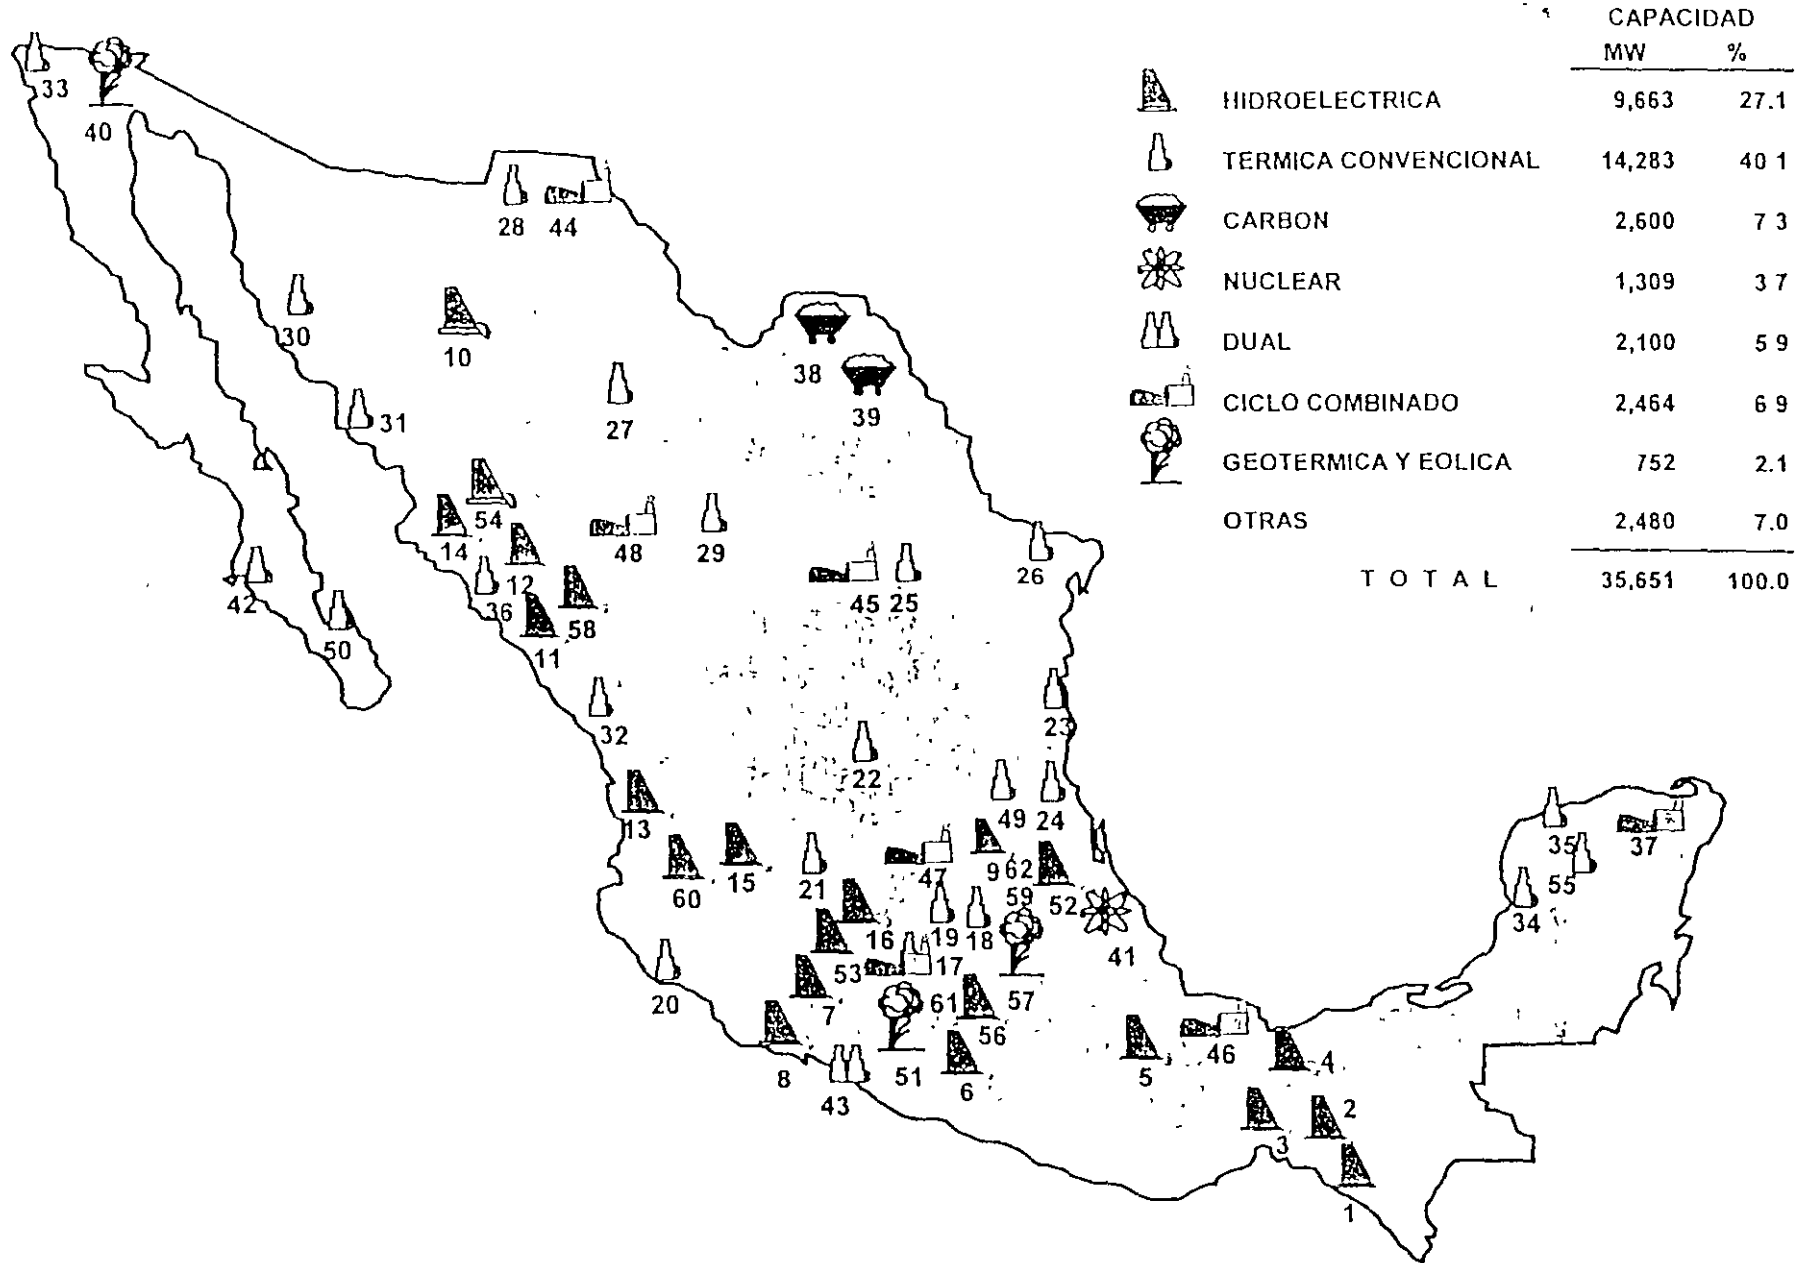 CAPACIDAD
MW %
HIDROELECTRICA 9,663 27.1
TERMICA CONVENCIONAL 14,283 40 1
CARBON 2,600 7 3
NUCLEAR 1,309 3 7
DUAL 2,100 5 9
CICLO COMBINADO 2,464 6 9
GEOTERMICA Y EOLICA 752 2.1
OTRAS 2,480 7.0
T O T A L 35,651 100.0
33
40
28 44
30
10
38
39
31
27
54
14
48 29
26
12
36
45 25
42
58
11
50
32
23
22
13
49 24
35 37
60 15 21 47 9 62
55
59 52
34
16 19 18
53 17 41
20
7 61 57
56
8 51 6 5 46 4
43
2
3
1